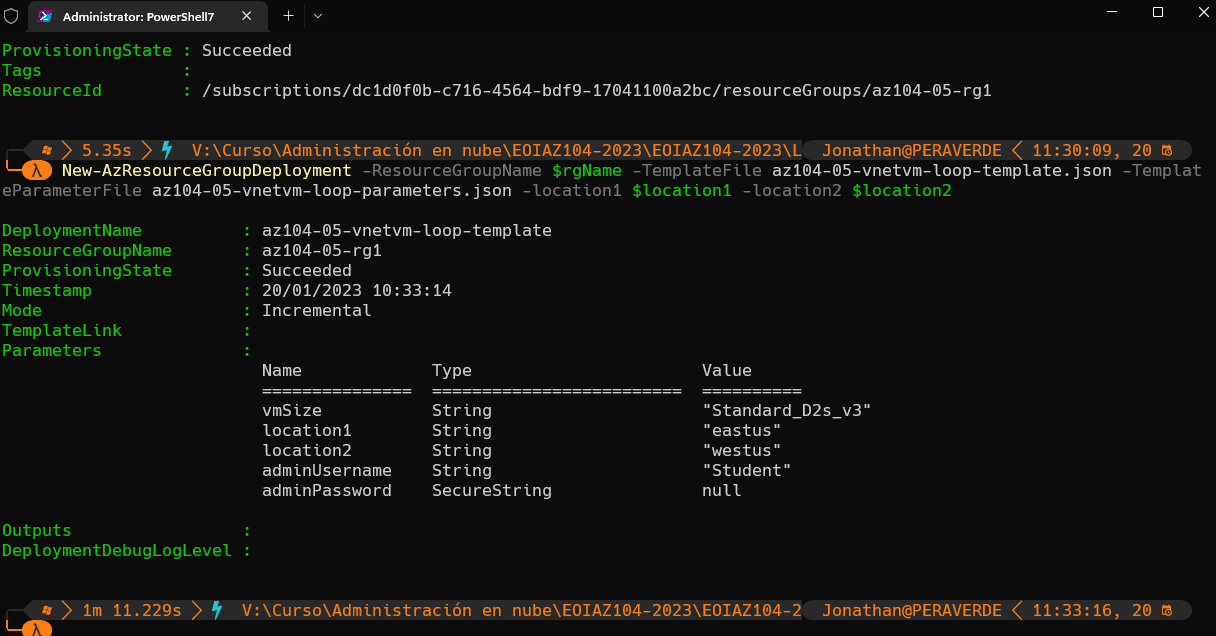 Administrator: PowerShell7
ProvisioningState : Succeeded
Tags :
ResourceId : /subscriptions/dc1d0f0b-c716-4564-bdf9-17041100a2bc/resourceGroups/az104-05-rg1
5.35s V:\Curso\Administración en nube\EOIAZ104-2023\EOIAZ104-2023\L Jonathan@PERAVERDE 11:30:09, 20
λ New-AzResourceGroupDeployment -ResourceGroupName $rgName -TemplateFile az104-05-vnetvm-loop-template.json -Templat
eParameterFile az104-05-vnetvm-loop-parameters.json -location1 $location1 -location2 $location2
DeploymentName : az104-05-vnetvm-loop-template
ResourceGroupName : az104-05-rg1
ProvisioningState : Succeeded
Timestamp : 20/01/2023 10:33:14
Mode : Incremental
TemplateLink :
Parameters :
Name Type Value
=============== ========================= ==========
vmSize String "Standard_D2s_v3"
location1 String "eastus"
location2 String "westus"
adminUsername String "Student"
adminPassword SecureString null
Outputs :
DeploymentDebugLogLevel :
1m 11.229s V:\Curso\Administración en nube\EOIAZ104-2023\EOIAZ104-2 Jonathan@PERAVERDE 11:33:16, 20
λ